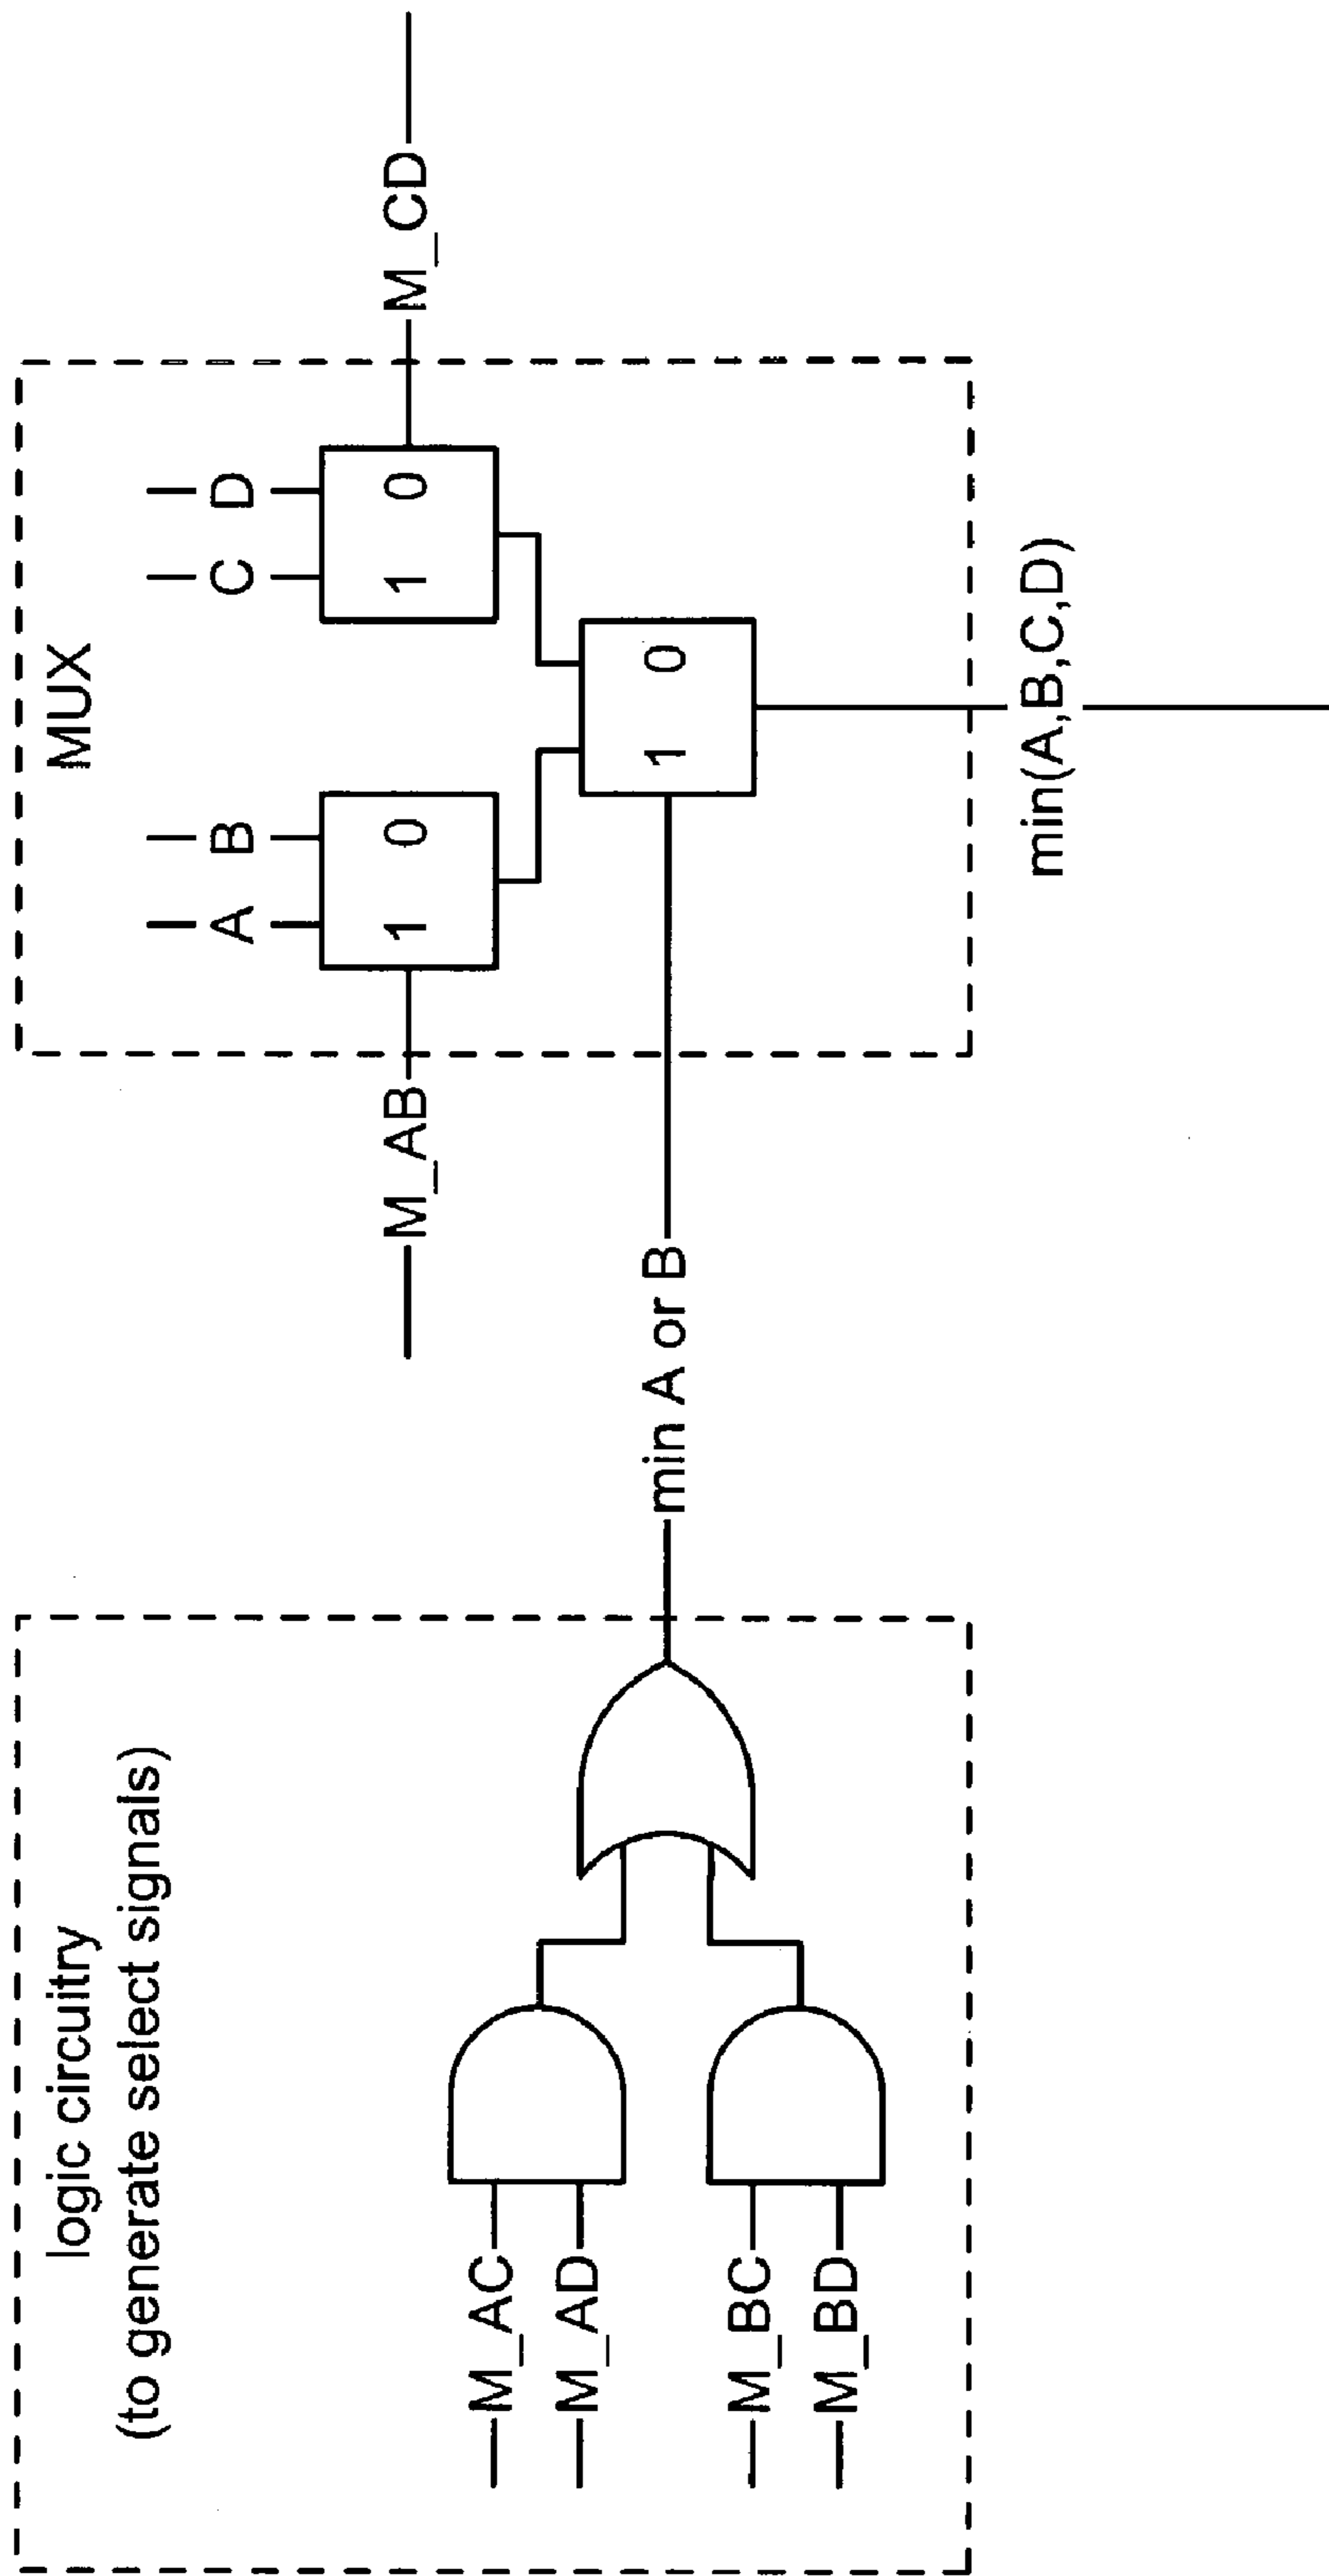 logic circuitry
(to generate select signals)
M_AC
M_AD
M_BC
M_BD
min A or B
MUX
A
B
C
D
M_AB
1 0
1 0
M_CD
1 0
min(A,B,C,D)